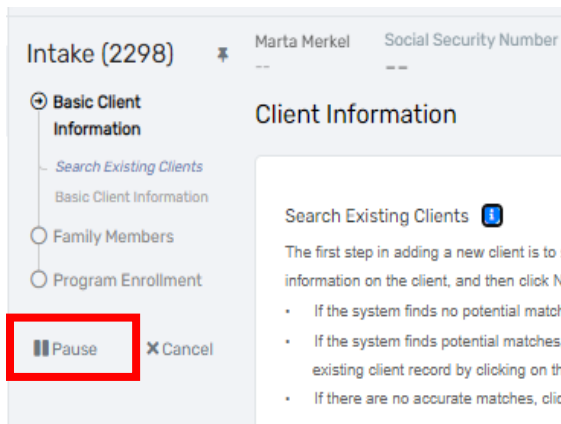 Intake (2298)
Marta Merkel
Social Security Number
--
--
Basic Client
Information
Search Existing Clients
Basic Client Information
Family Members
Program Enrollment
Pause
Cancel
Client Information
Search Existing Clients
The first step in adding a new client is to
information on the client, and then click
• If the system finds no potential
• If the system finds potential matches
existing client record by clicking on
• If there are no accurate matches,